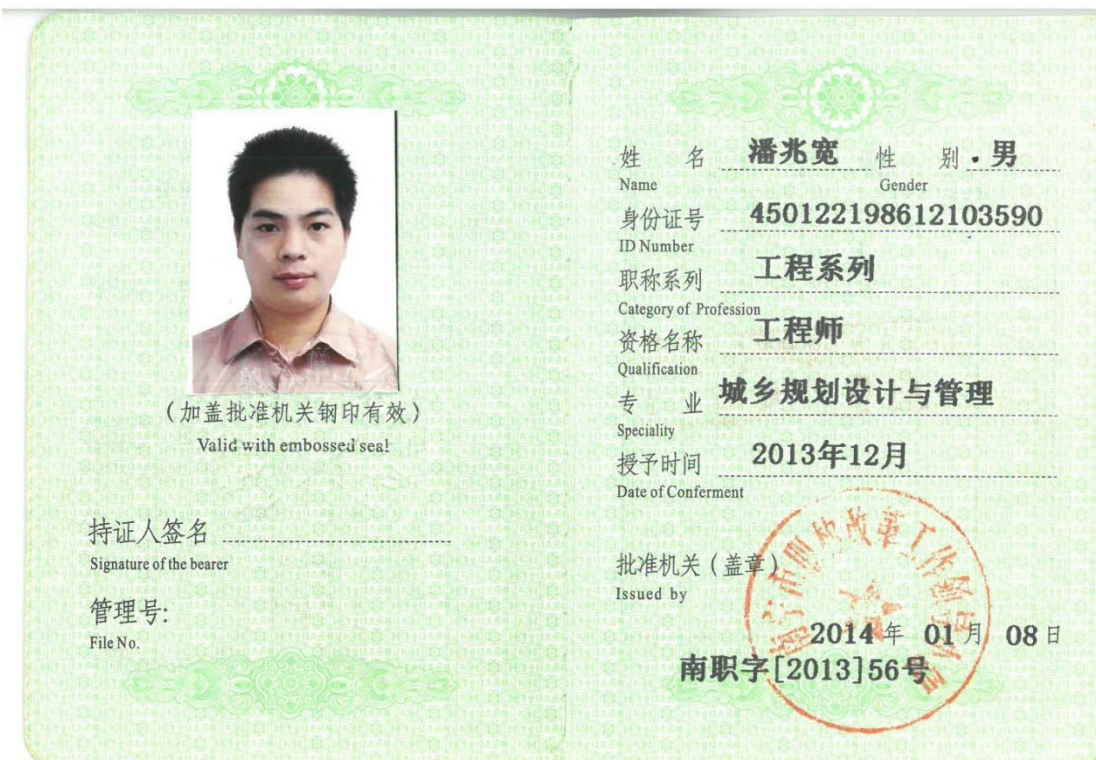 (加盖批准机关钢印有效)
Valid with embossed seal
持证人签名
Signature of the bearer
管理号:
File No.
姓 名 潘兆宽 性 别 男
Name Gender
身份证号 450122198612103590
ID Number
职称系列 工程系列
Category of Profession
资格名称 工程师
Qualification
专 业 城乡规划设计与管理
Speciality
授予时间 2013年12月
Date of Conferment
批准机关(盖章)
Issued by
2014年 01月 08日
南职字[2013]56号